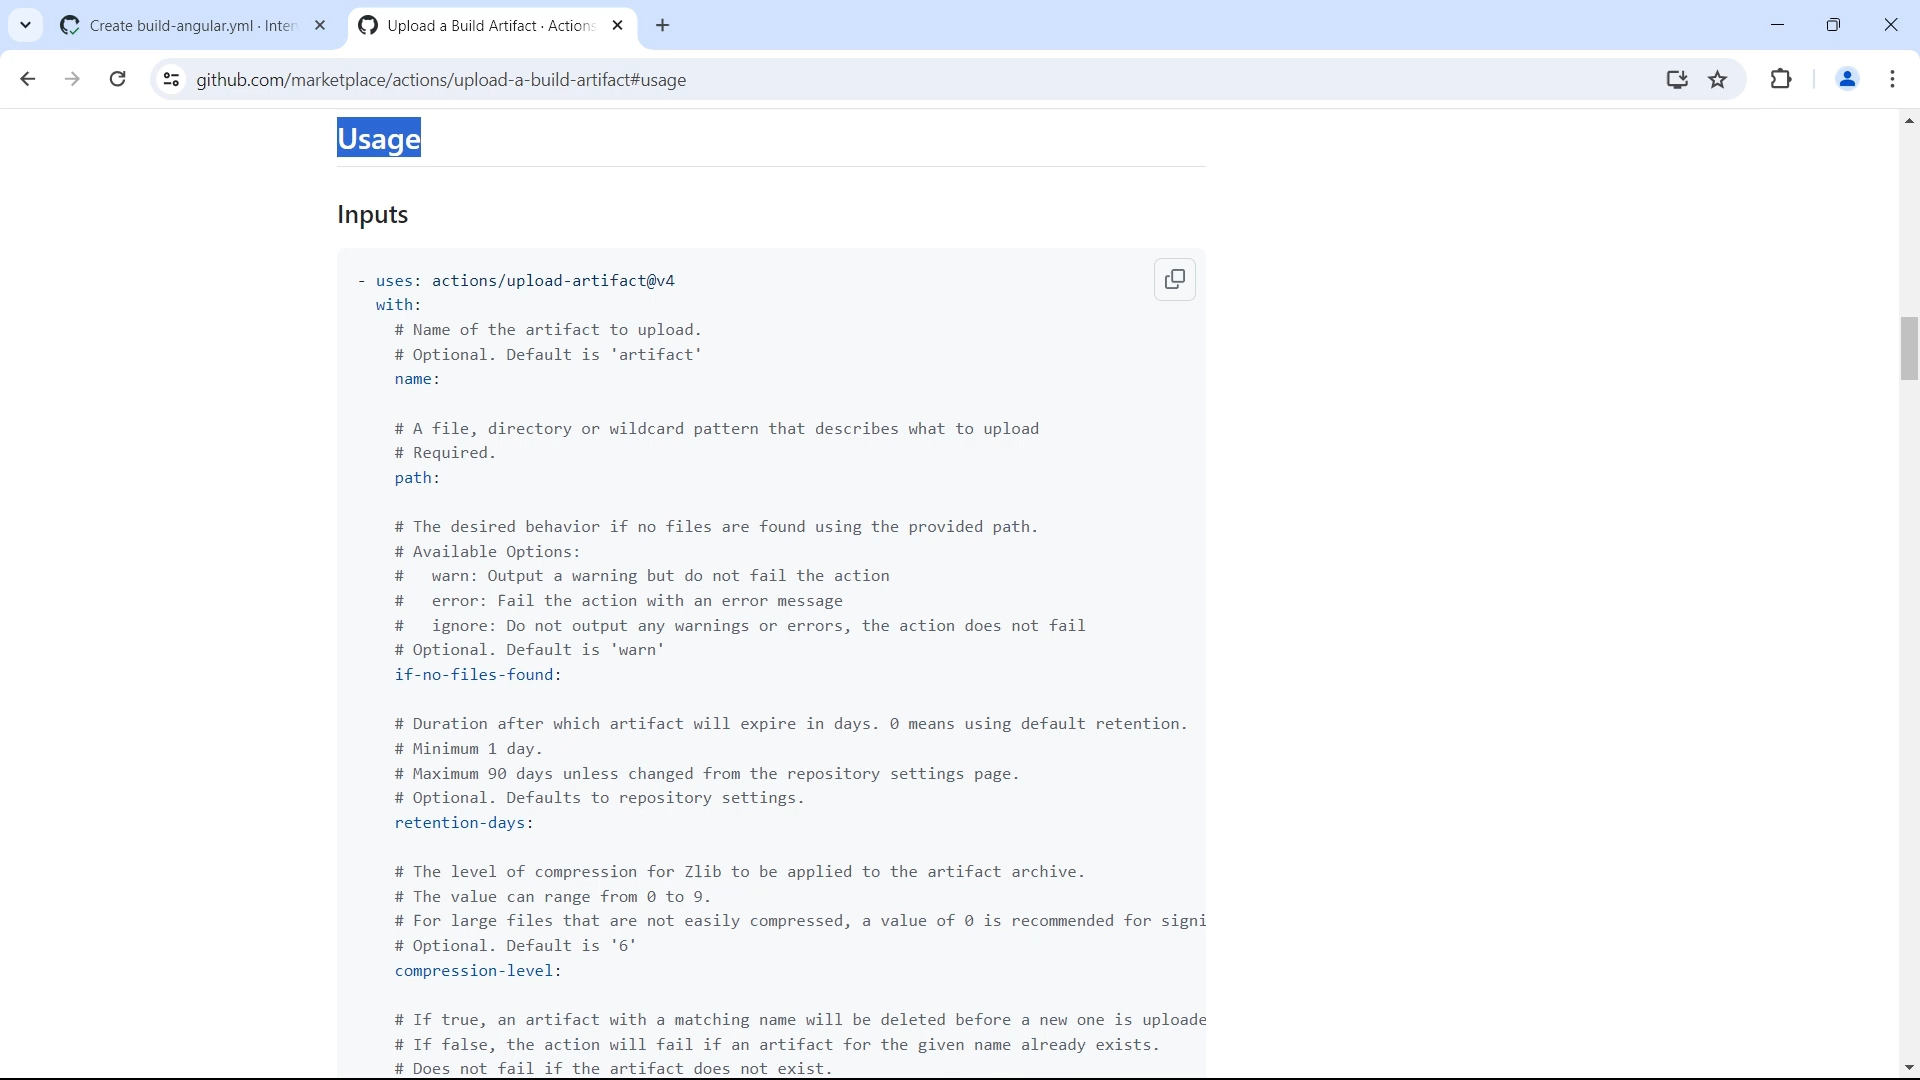 Create build-angular.yml · Inter
Upload a Build Artifact · Actions
github.com/marketplace/actions/upload-a-build-artifact#usage
Usage
Inputs
- uses: actions/upload-artifact@v4
with:
# Name of the artifact to upload.
# Optional. Default is 'artifact'
name:
# A file, directory or wildcard pattern that describes what to upload
# Required.
path:
# The desired behavior if no files are found using the provided path.
# Available Options:
#   warn: Output a warning but do not fail the action
#   error: Fail the action with an error message
#   ignore: Do not output any warnings or errors, the action does not fail
# Optional. Default is 'warn'
if-no-files-found:
# Duration after which artifact will expire in days. 0 means using default retention.
# Minimum 1 day.
# Maximum 90 days unless changed from the repository settings page.
# Optional. Defaults to repository settings.
retention-days:
# The level of compression for Zlib to be applied to the artifact archive.
# The value can range from 0 to 9.
# For large files that are not easily compressed, a value of 0 is recommended for signi
# Optional. Default is '6'
compression-level:
# If true, an artifact with a matching name will be deleted before a new one is uploade
# If false, the action will fail if an artifact for the given name already exists.
# Does not fail if the artifact does not exist.